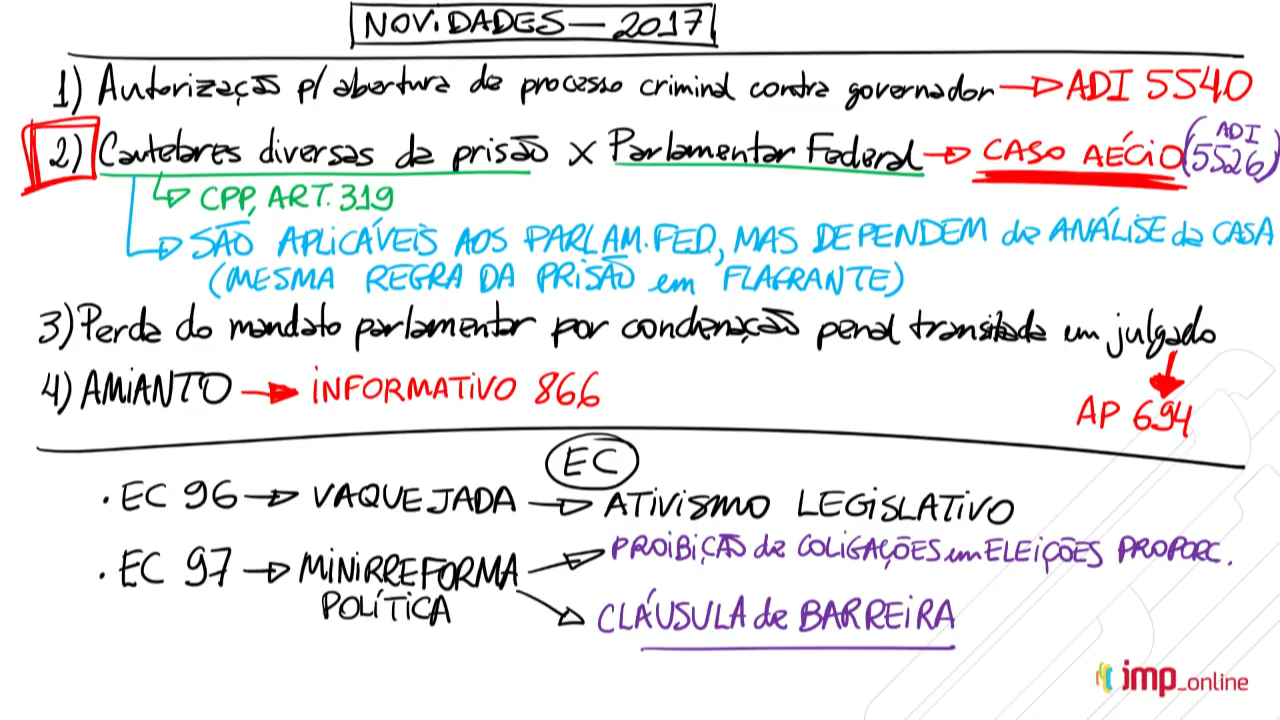 NOVIDADES — 2017
1) Autorização p/ abertura de processo criminal contra governador → ADI 5540
2) Cautelares diversas da prisão x Parlamentar Federal → CASO AÉCIO (ADI 5526)
↳ CPP, ART. 319
↳ SÃO APLICÁVEIS AOS PARLAM. FED, MAS DEPENDEM de ANÁLISE da CASA
(MESMA REGRA DA PRISÃO em FLAGRANTE)
3) Perda do mandato parlamentar por condenação penal transitada em julgado
4) AMIANTO → INFORMATIVO 866
AP 694
EC
· EC 96 → VAQUEJADA → ATIVISMO LEGISLATIVO
· EC 97 → MINIRREFORMA POLÍTICA → PROIBIÇÃO de COLIGAÇÕES em ELEIÇÕES PROPORC.
→ CLÁUSULA de BARREIRA
imp_online